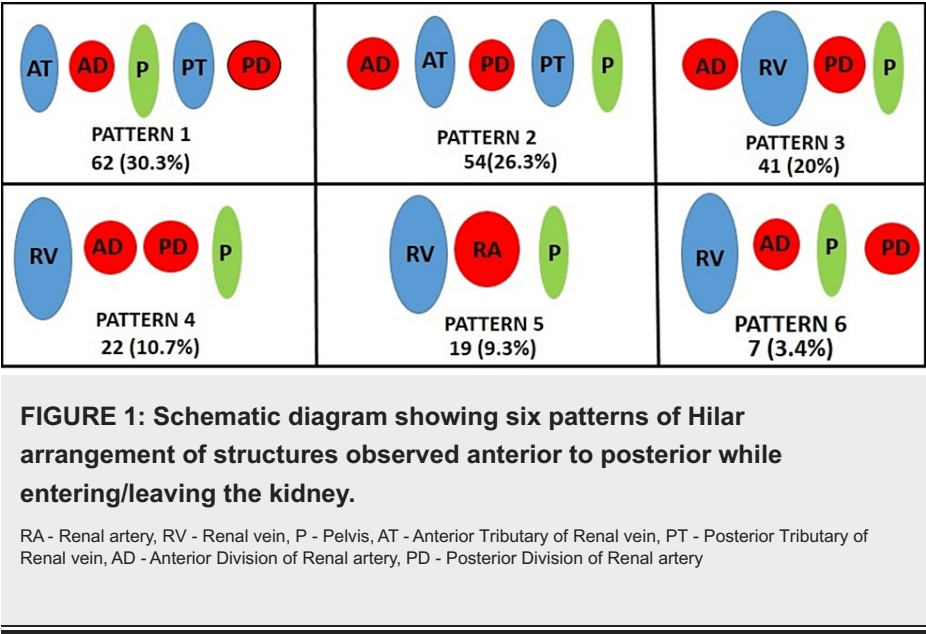 AT AD P PT PD
PATTERN 1
62 (30.3%)
AD AT PD PT P
PATTERN 2
54(26.3%)
AD RV PD P
PATTERN 3
41 (20%)
RV AD PD P
PATTERN 4
22 (10.7%)
RV RA P
PATTERN 5
19 (9.3%)
RV AD P PD
PATTERN 6
7 (3.4%)
FIGURE 1: Schematic diagram showing six patterns of Hilar
arrangement of structures observed anterior to posterior while
entering/leaving the kidney.
RA - Renal artery, RV - Renal vein, P - Pelvis, AT - Anterior Tributary of Renal vein, PT - Posterior Tributary of
Renal vein, AD - Anterior Division of Renal artery, PD - Posterior Division of Renal artery